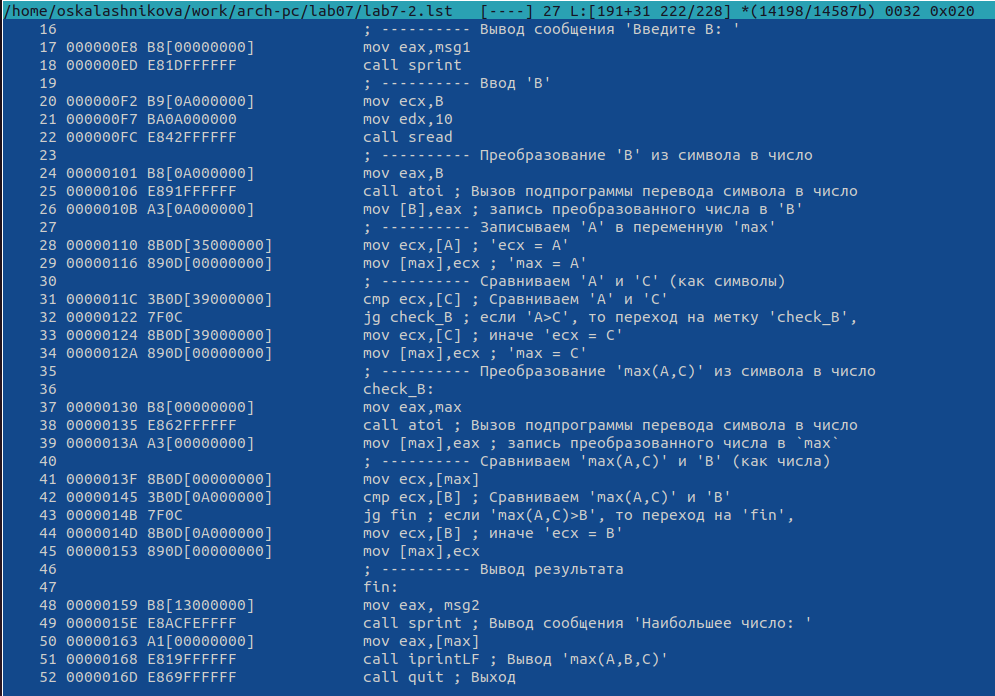 /home/oskalashnikova/work/arch-pc/lab07/lab7-2.lst [----] 27 L:[191+31 222/228] *(14198/14587b) 0032 0x020
16 ; ---------- Вывод сообщения 'Введите B: '
17 000000E8 B8[00000000] mov eax,msg1
18 000000ED E81DFFFFFF call sprint
19 ; ---------- Ввод 'B'
20 000000F2 B9[0A000000] mov ecx,B
21 000000F7 BA0A000000 mov edx,10
22 000000FC E842FFFFFF call sread
23 ; ---------- Преобразование 'B' из символа в число
24 00000101 B8[0A000000] mov eax,B
25 00000106 E891FFFFFF call atoi ; Вызов подпрограммы перевода символа в число
26 0000010B A3[0A000000] mov [B],eax ; запись преобразованного числа в 'B'
27 ; ---------- Записываем 'A' в переменную 'max'
28 00000110 8B0D[35000000] mov ecx,[A] ; 'ecx = A'
29 00000116 890D[00000000] mov [max],ecx ; 'max = A'
30 ; ---------- Сравниваем 'A' и 'С' (как символы)
31 0000011C 3B0D[39000000] cmp ecx,[C] ; Сравниваем 'A' и 'С'
32 00000122 7F0C jg check_B ; если 'A>C', то переход на метку 'check_B',
33 00000124 8B0D[39000000] mov ecx,[C] ; иначе 'ecx = C'
34 0000012A 890D[00000000] mov [max],ecx ; 'max = C'
35 ; ---------- Преобразование 'max(A,C)' из символа в число
36 check_B:
37 00000130 B8[00000000] mov eax,max
38 00000135 E862FFFFFF call atoi ; Вызов подпрограммы перевода символа в число
39 0000013A A3[00000000] mov [max],eax ; запись преобразованного числа в `max`
40 ; ---------- Сравниваем 'max(A,C)' и 'B' (как числа)
41 0000013F 8B0D[00000000] mov ecx,[max]
42 00000145 3B0D[0A000000] cmp ecx,[B] ; Сравниваем 'max(A,C)' и 'B'
43 0000014B 7F0C jg fin ; если 'max(A,C)>B', то переход на 'fin',
44 0000014D 8B0D[0A000000] mov ecx,[B] ; иначе 'ecx = B'
45 00000153 890D[00000000] mov [max],ecx
46 ; ---------- Вывод результата
47 fin:
48 00000159 B8[13000000] mov eax, msg2
49 0000015E E8ACFEFFFF call sprint ; Вывод сообщения 'Наибольшее число: '
50 00000163 A1[00000000] mov eax,[max]
51 00000168 E819FFFFFF call iprintLF ; Вывод 'max(A,B,C)'
52 0000016D E869FFFFFF call quit ; Выход